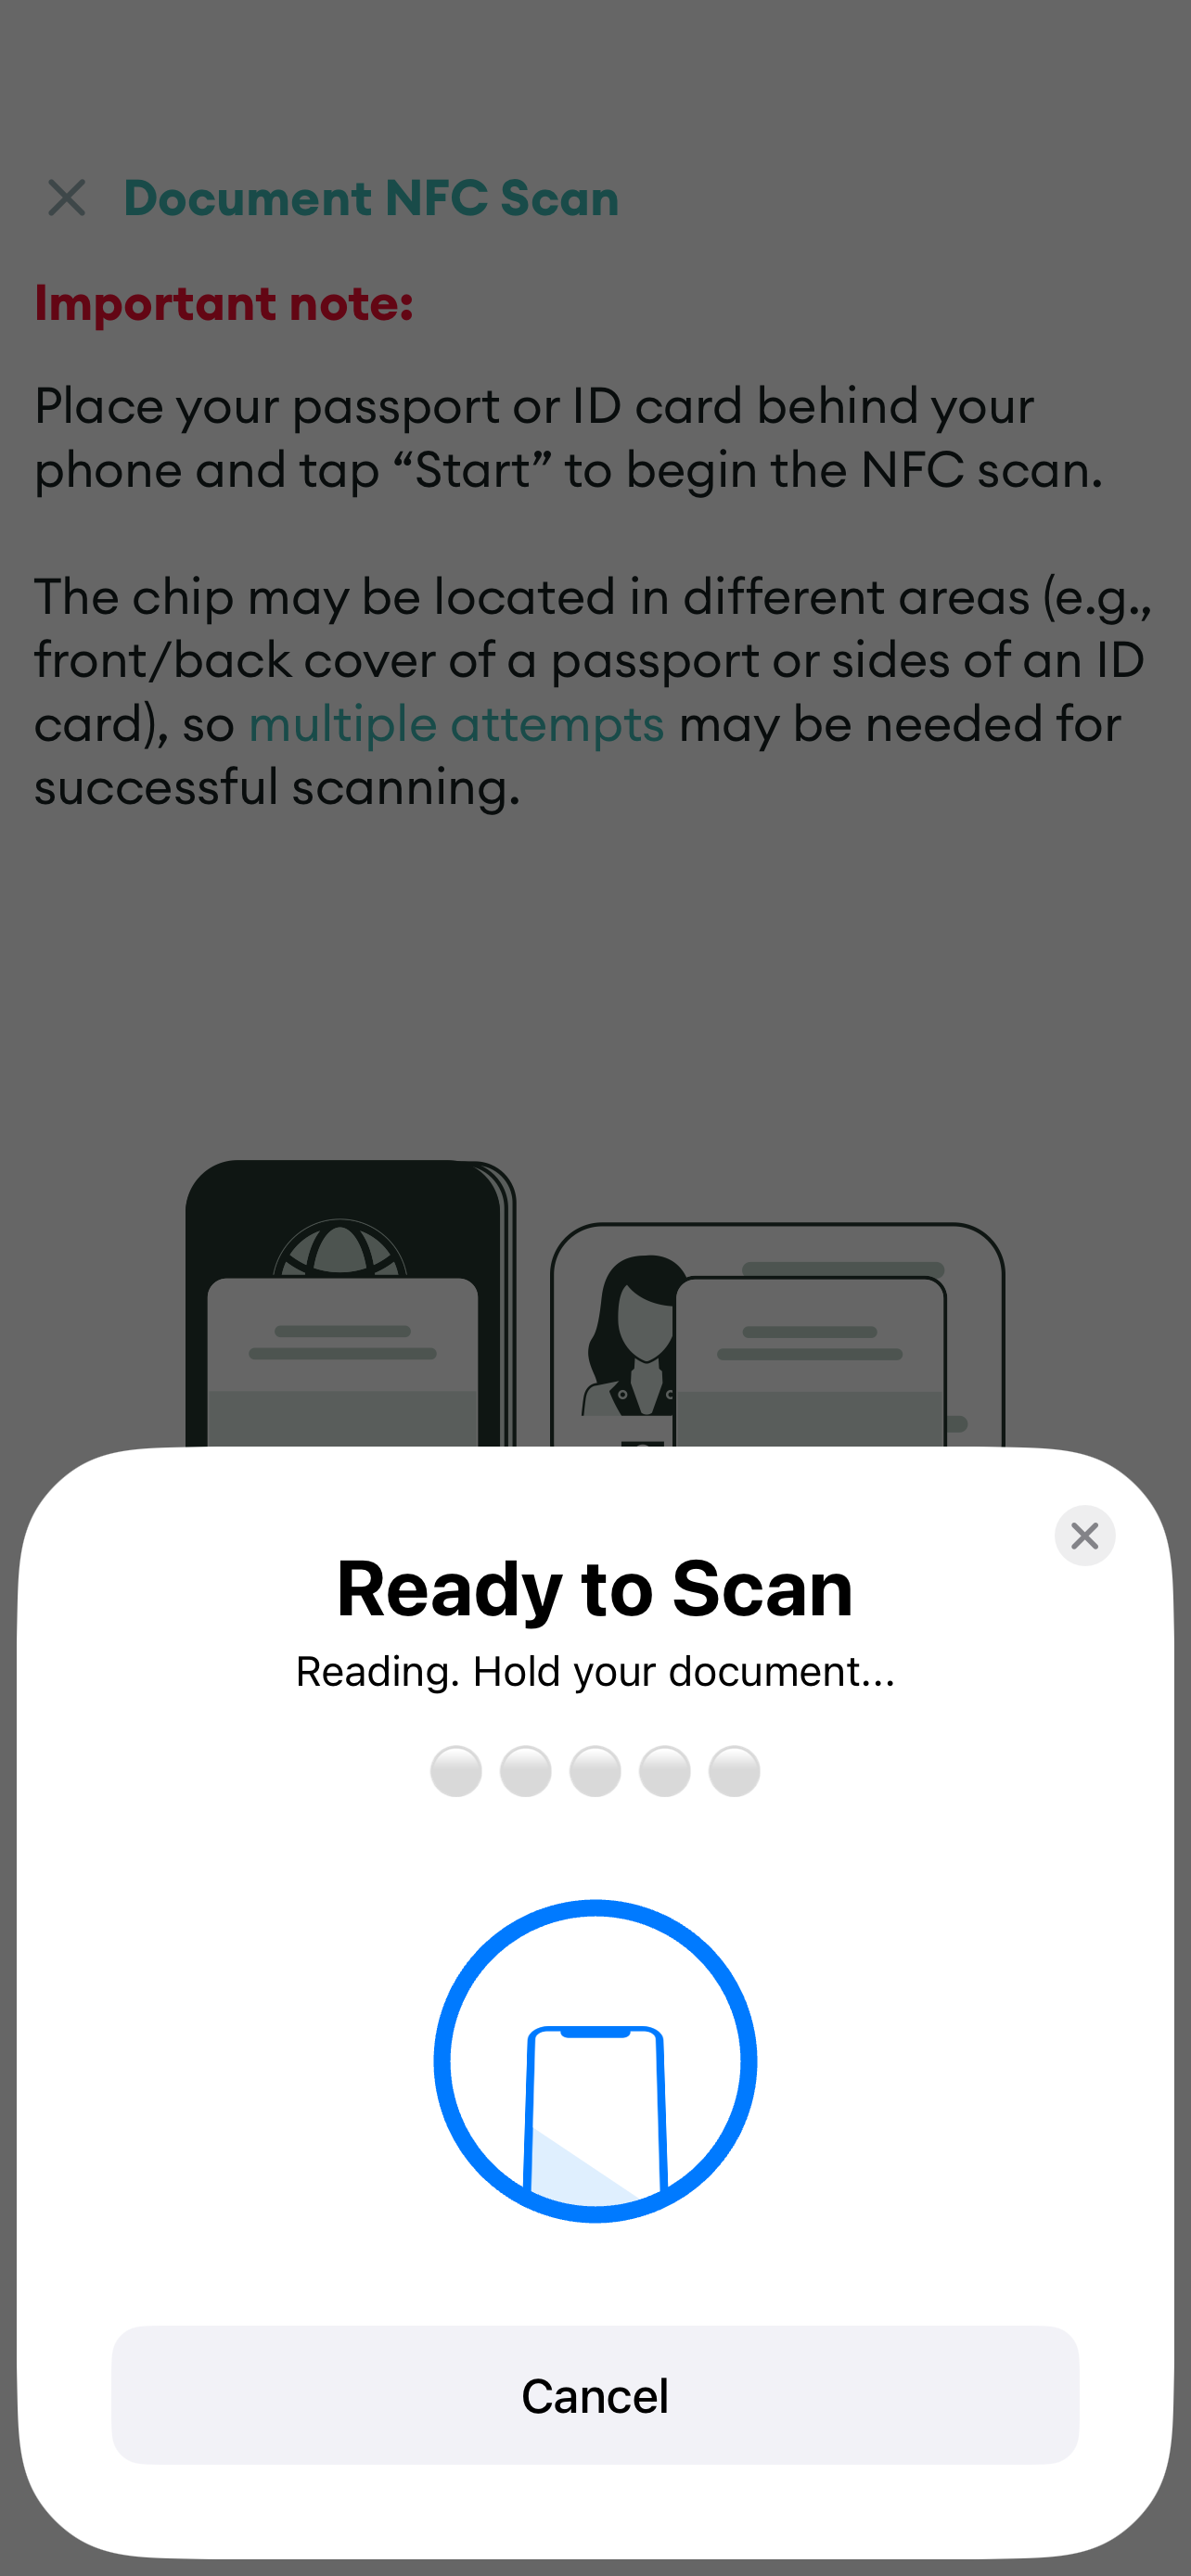 Document NFC Scan
Important note:
Place your passport or ID card behind your
phone and tap “Start” to begin the NFC scan.
The chip may be located in different areas (e.g.,
front/back cover of a passport or sides of an ID
card), so multiple attempts may be needed for
successful scanning.
Ready to Scan
Reading. Hold your document...
Cancel